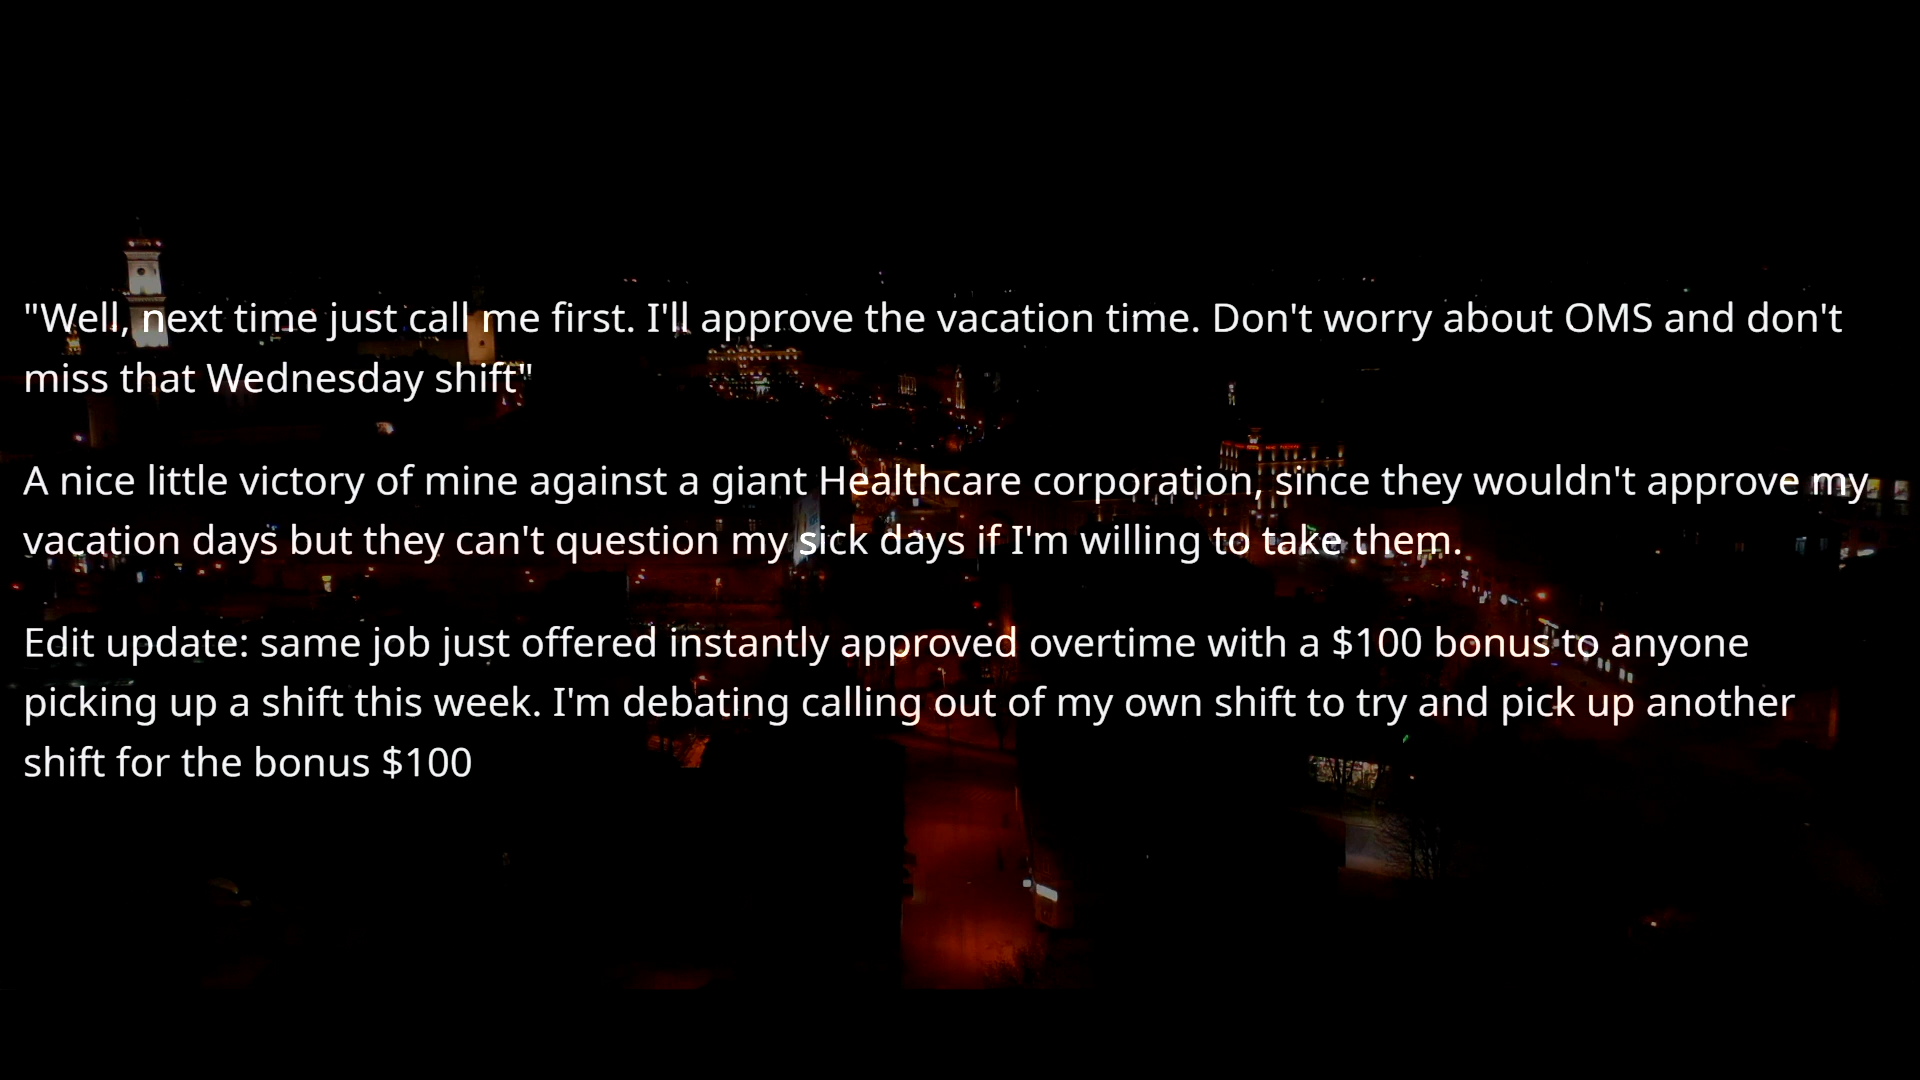 "Well, next time just call me first. I'll approve the vacation time. Don't worry about OMS and don't
miss that Wednesday shift"
A nice little victory of mine against a giant Healthcare corporation, since they wouldn't approve my
vacation days but they can't question my sick days if I'm willing to take them.
Edit update: same job just offered instantly approved overtime with a $100 bonus to anyone
picking up a shift this week. I'm debating calling out of my own shift to try and pick up another
shift for the bonus $100